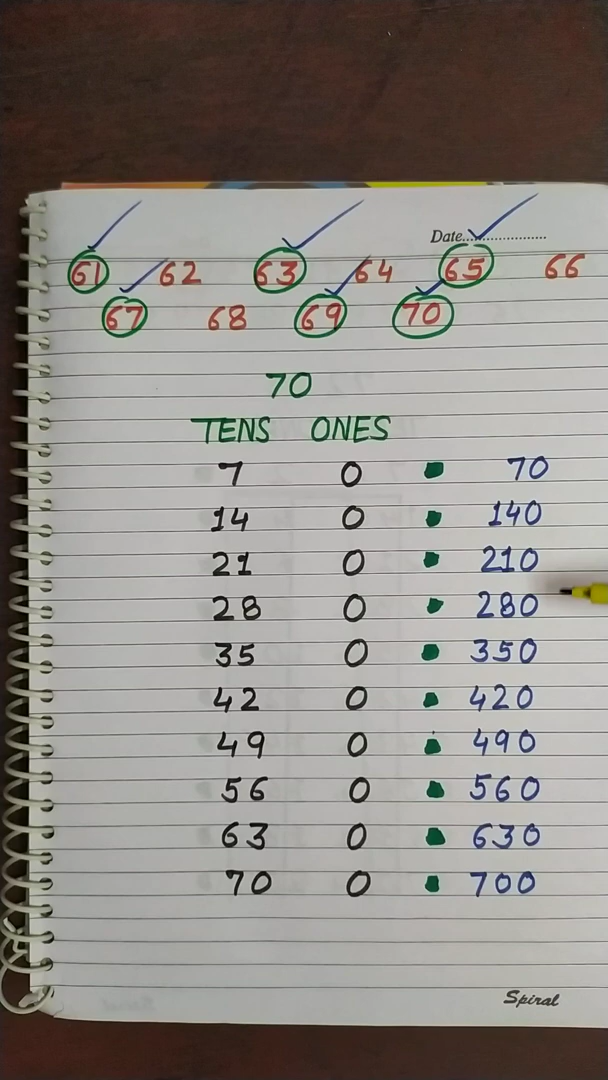 Date....................
61 62 63 64 65 66
67 68 69 70
70
TENS ONES
7 0 70
14 0 140
21 0 210
28 0 280
35 0 350
42 0 420
49 0 490
56 0 560
63 0 630
70 0 700
Spiral